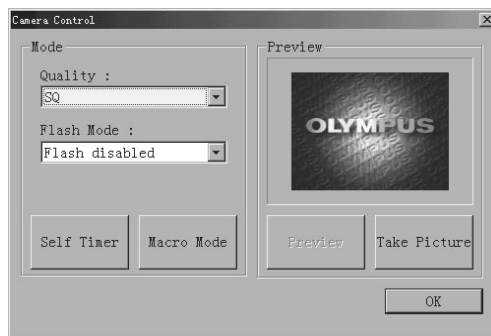 Camera Control
Mode
Quality :
SQ
Flash Mode :
Flash disabled
Self Timer
Macro Mode
Preview
OLYMPUS
Preview
Take Picture
OK